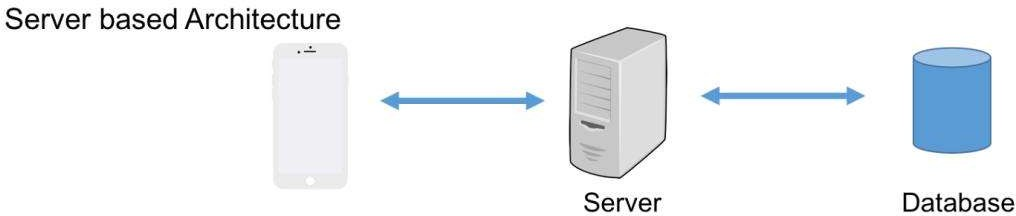 Server based Architecture
Server
Database